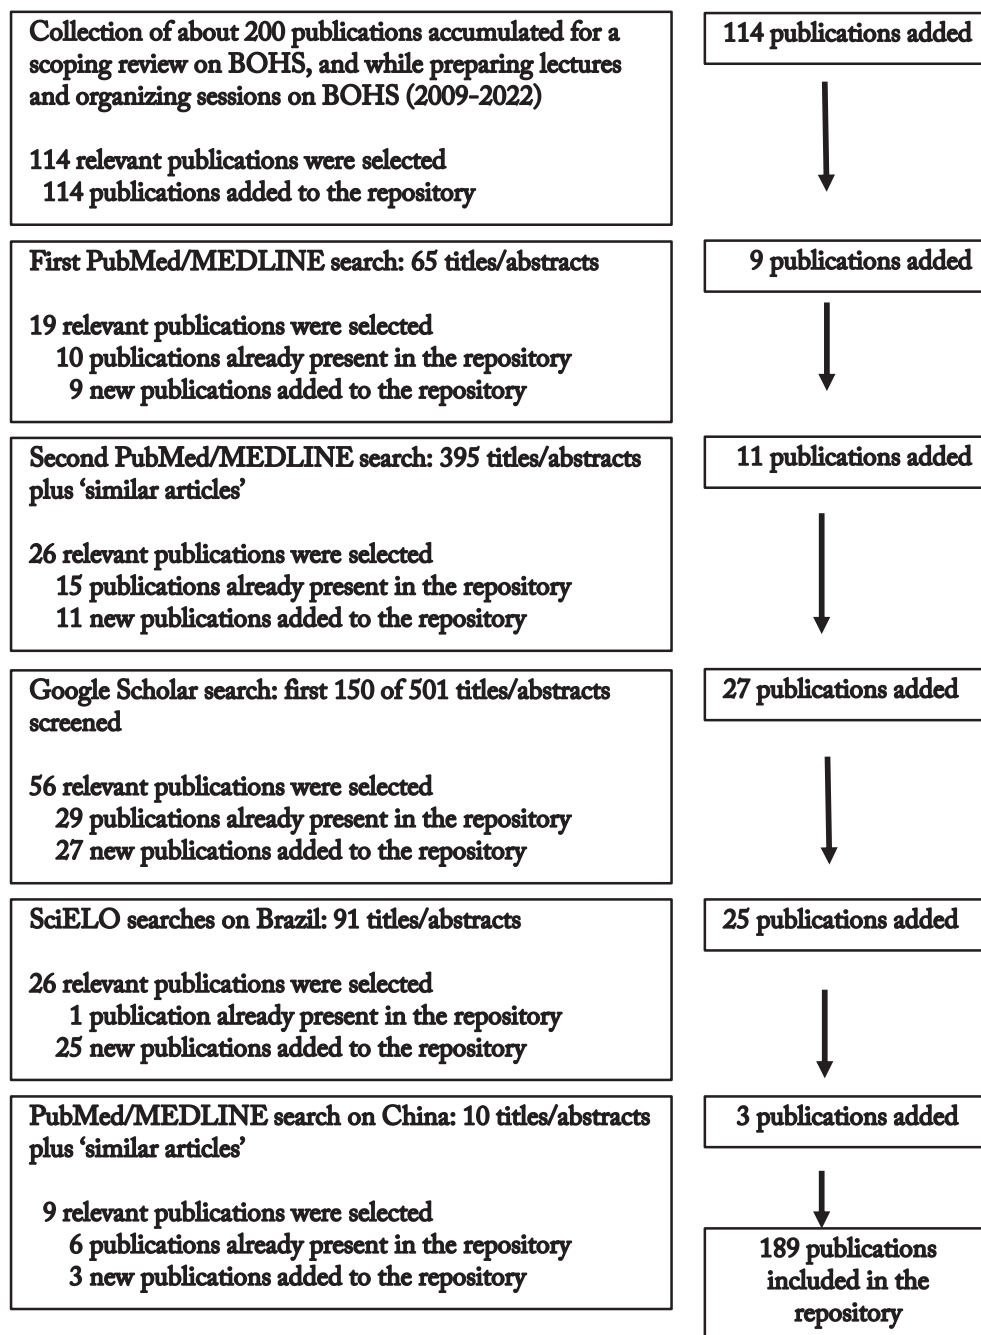 Collection of about 200 publications accumulated for a
scoping review on BOHS, and while preparing lectures
and organizing sessions on BOHS (2009-2022)
114 relevant publications were selected
114 publications added to the repository
114 publications added
First PubMed/MEDLINE search: 65 titles/abstracts
19 relevant publications were selected
10 publications already present in the repository
9 new publications added to the repository
9 publications added
Second PubMed/MEDLINE search: 395 titles/abstracts
plus ‘similar articles’
26 relevant publications were selected
15 publications already present in the repository
11 new publications added to the repository
11 publications added
Google Scholar search: first 150 of 501 titles/abstracts
screened
56 relevant publications were selected
29 publications already present in the repository
27 new publications added to the repository
27 publications added
SciELO searches on Brazil: 91 titles/abstracts
26 relevant publications were selected
1 publication already present in the repository
25 new publications added to the repository
25 publications added
PubMed/MEDLINE search on China: 10 titles/abstracts
plus ‘similar articles’
9 relevant publications were selected
6 publications already present in the repository
3 new publications added to the repository
3 publications added
189 publications
included in the
repository